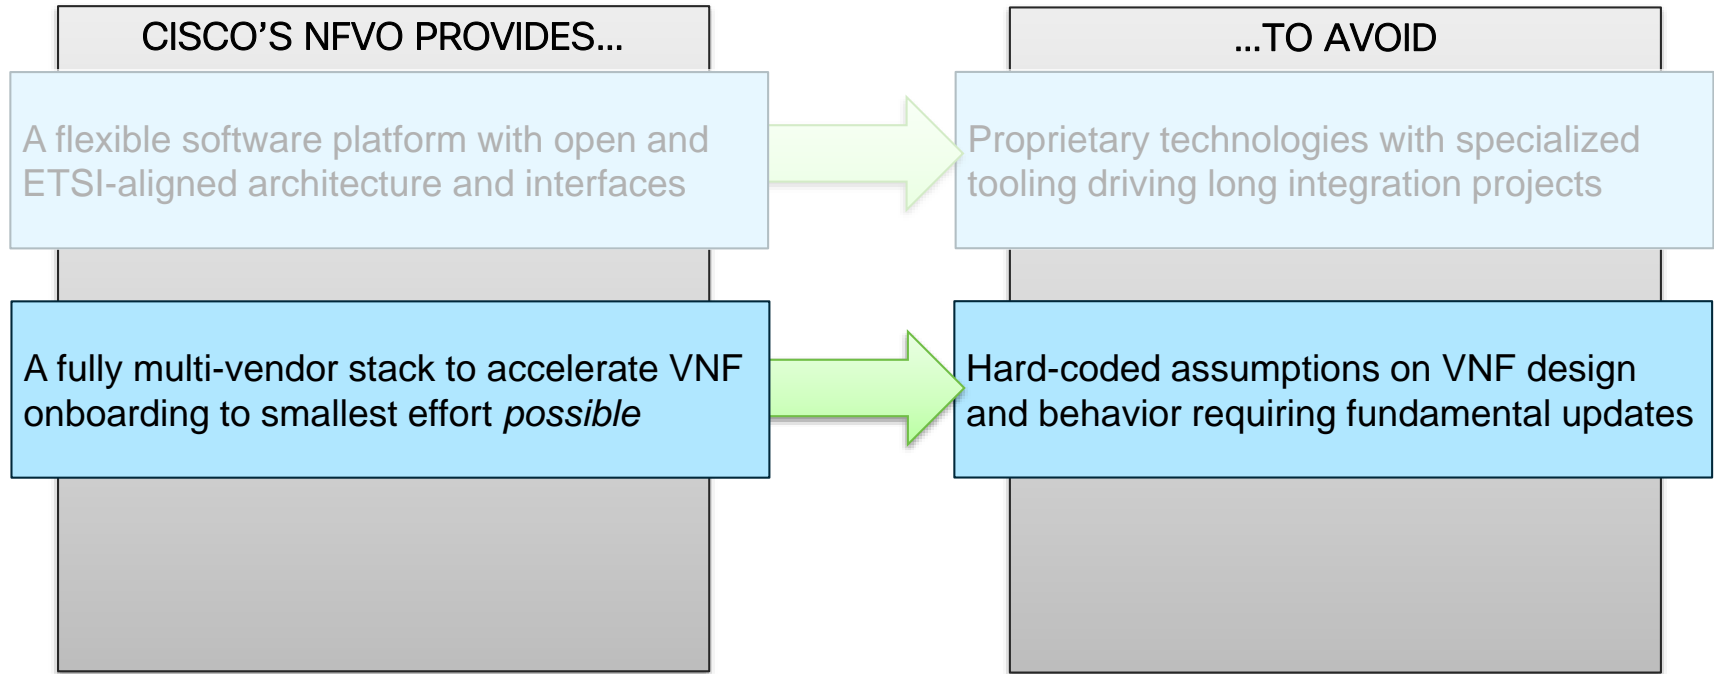 CISCO’S NFVO PROVIDES...
...TO AVOID
A flexible software platform with open and
ETSI-aligned architecture and interfaces
Proprietary technologies with specialized
tooling driving long integration projects
A fully multi-vendor stack to accelerate VNF
onboarding to smallest effort possible
Hard-coded assumptions on VNF design
and behavior requiring fundamental updates